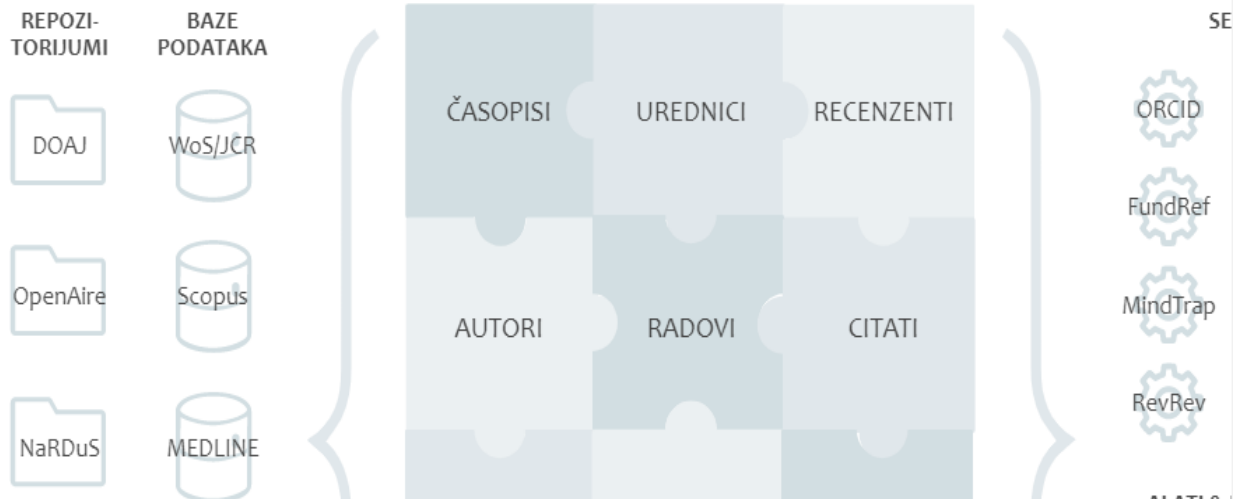 REPOZI-
TORIJUMI
BAZE
PODATAKA
DOAJ
WoS/JCR
OpenAire
Scopus
NaRDuS
MEDLINE
ČASOPISI
UREDNICI
RECENZENTI
AUTORI
RADOVI
CITATI
SE
ORCID
FundRef
MindTrap
RevRev